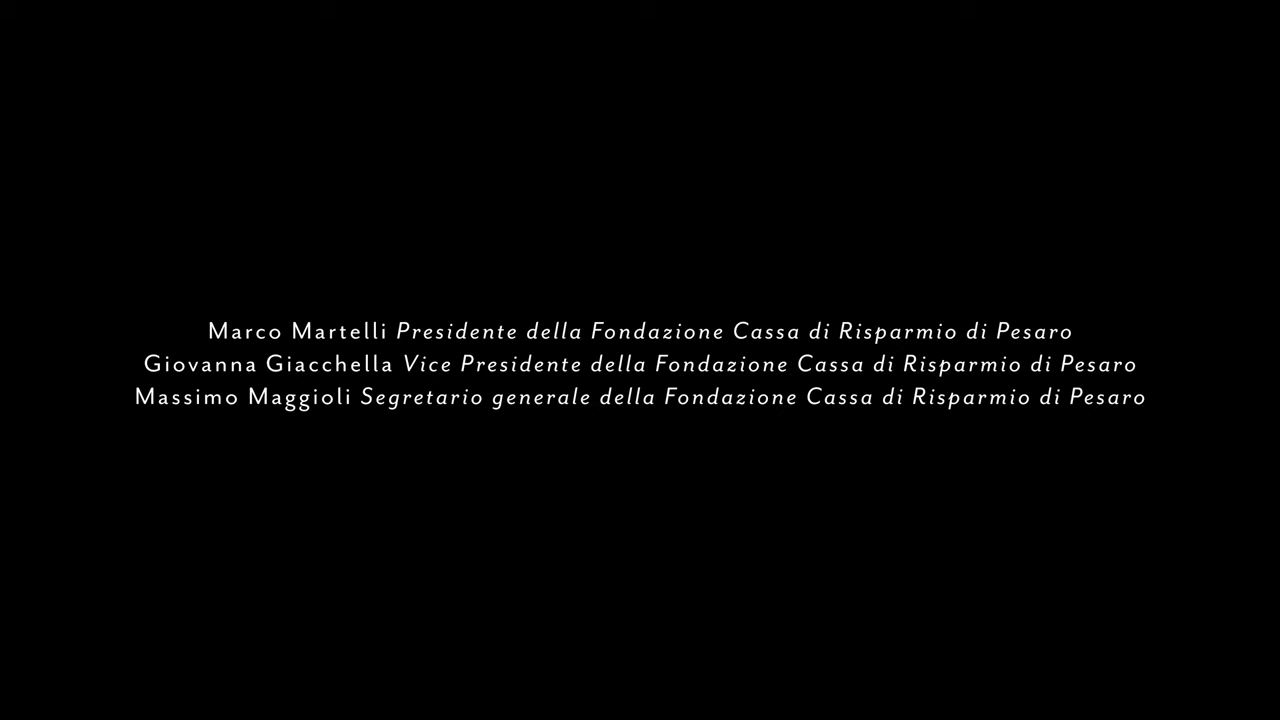 Marco Martelli Presidente della Fondazione Cassa di Risparmio di Pesaro
Giovanna Giacchella Vice Presidente della Fondazione Cassa di Risparmio di Pesaro
Massimo Maggioli Segretario generale della Fondazione Cassa di Risparmio di Pesaro